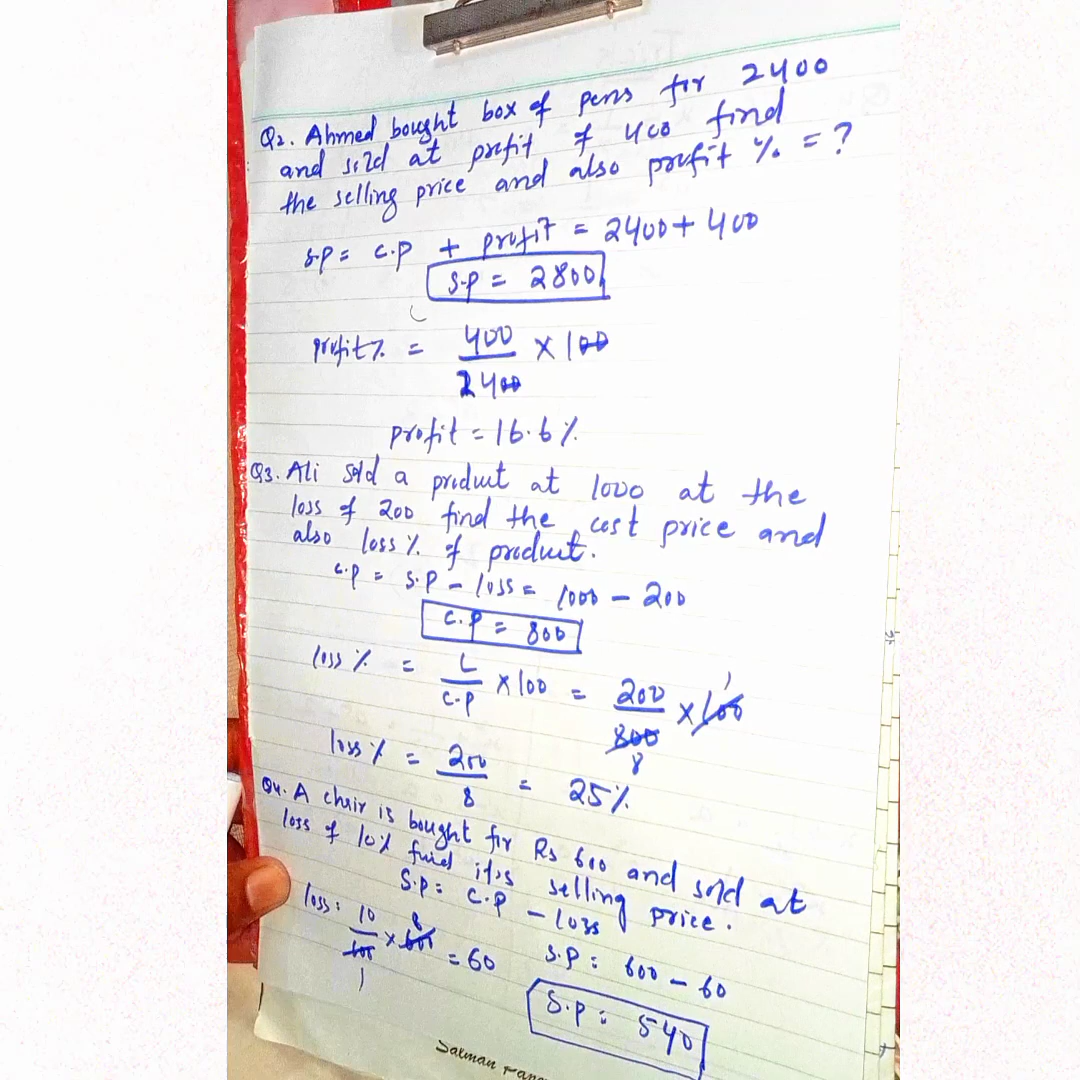 Q2. Ahmed bought box of pens for 2400
and sold at profit of 400 find
the selling price and also profit % = ?
s.p = c.p + profit = 2400 + 400
s.p = 2800
profit% = 400/2400 × 100
profit = 16.6%
Q3. Ali sold a product at 1000 at the
loss of 200 find the cost price and
also loss % of product.
c.p = s.p - loss = 1000 - 200
c.p = 800
loss % = L/c.p × 100 = 200/800 × 100
8
1
loss % = 200/8 = 25%
Q4. A chair is bought for Rs 600 and sold at
loss of 10% find it's selling price.
S.p = c.p - loss
loss: 10/100 × 600 = 60
1
s.p = 600 - 60
S.p = 540
Salman